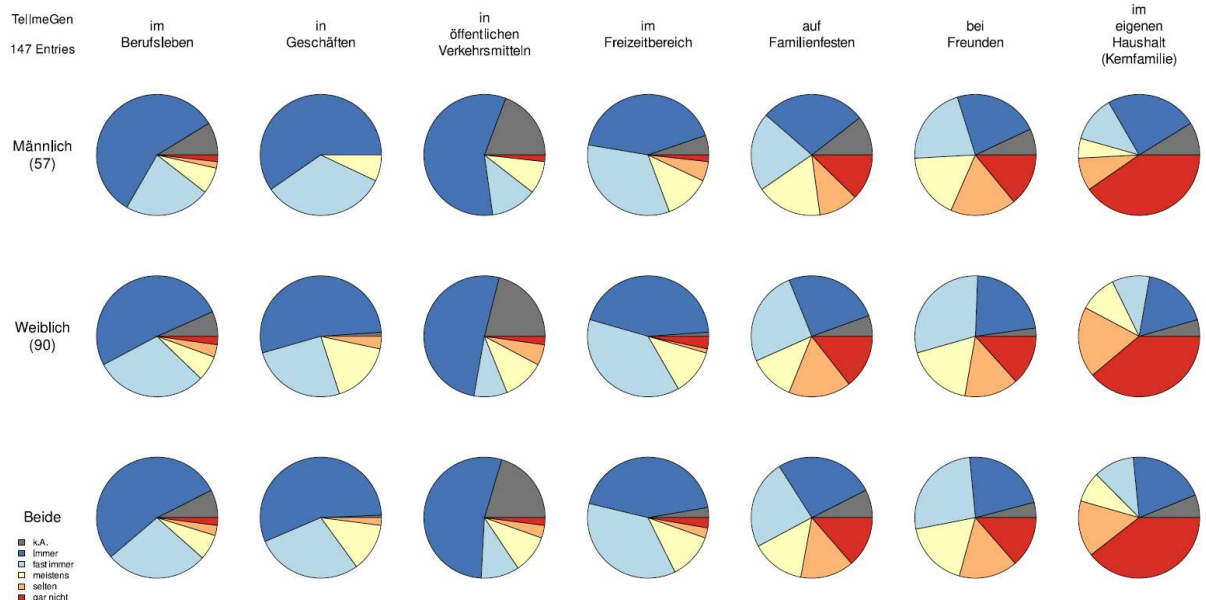 TellmeGen
147 Entries
im
Berufsleben
in
Geschäften
in
öffentlichen
Verkehrsmitteln
im
Freizeitbereich
auf
Familienfesten
bei
Freunden
im
eigenen
Haushalt
(Kernfamilie)
Männlich
(57)
Weiblich
(90)
Beide
k.A.
Immer
fast immer
meistens
selten
gar nicht